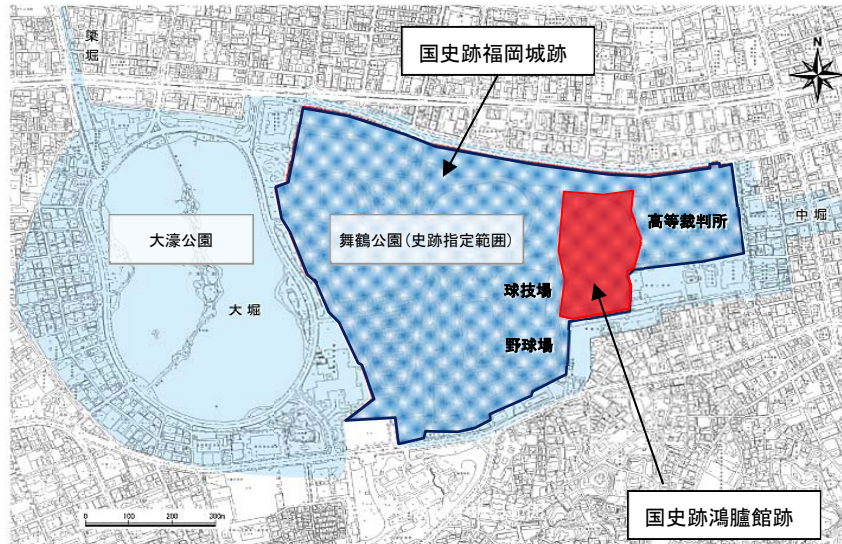 築堀
国史跡福岡城跡
N
高等裁判所
中堀
大濠公園
舞鶴公園(史跡指定範囲)
球技場
大堀
野球場
国史跡鴻臚館跡
0 100 200 300m